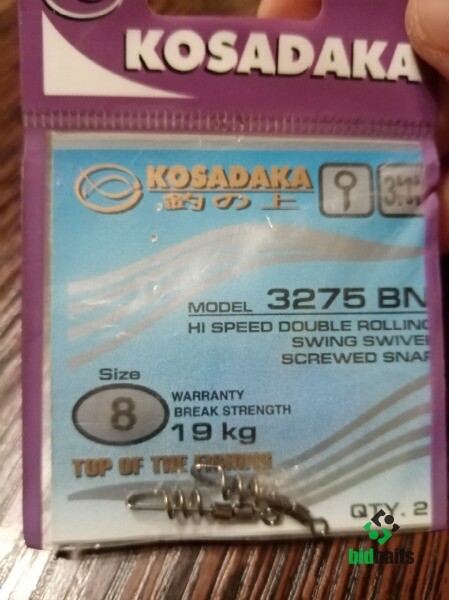 KOSADAKA
KOSADAKA
釣の上
MODEL 3275 BN
HI SPEED DOUBLE ROLLING
SWING SWIVEL
SCREWED SNAP
Size
8
WARRANTY
BREAK STRENGTH
19 kg
TOP OF THE FISHING
QTY. 2
bidbaits